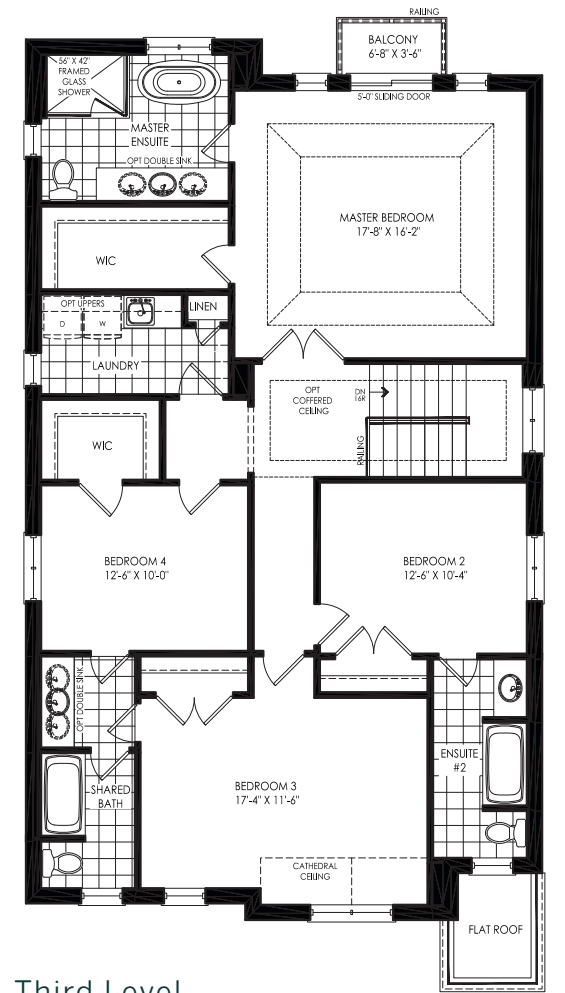 RAILING
BALCONY
6'-8" X 3'-6"
5'-0" SLIDING DOOR
56" X 42"
FRAMED
GLASS
SHOWER
MASTER
ENSUITE
OPT DOUBLE SINK
MASTER BEDROOM
17'-8" X 16'-2"
WIC
OPT UPPERS
D
W
LINEN
LAUNDRY
OPT
COFFERED
CEILING
DN
16R
RAILING
WIC
BEDROOM 4
12'-6" X 10'-0"
BEDROOM 2
12'-6" X 10'-4"
OPT DOUBLE SINK
SHARED
BATH
BEDROOM 3
17'-4" X 11'-6"
ENSUITE
#2
CATHEDRAL
CEILING
FLAT ROOF
Third Level